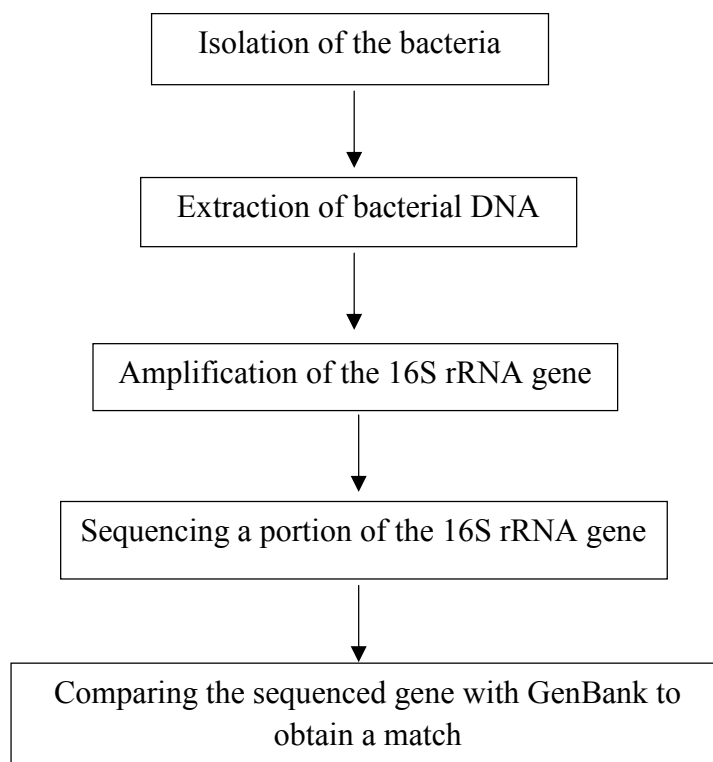 Isolation of the bacteria
Extraction of bacterial DNA
Amplification of the 16S rRNA gene
Sequencing a portion of the 16S rRNA gene
Comparing the sequenced gene with GenBank to
obtain a match